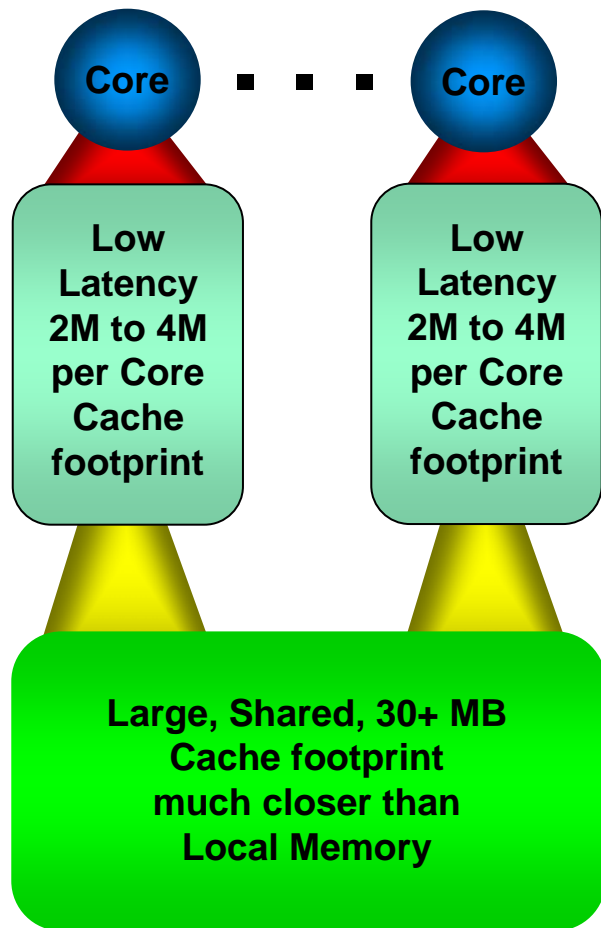 Core
Core
Low
Latency
2M to 4M
per Core
Cache
footprint
Low
Latency
2M to 4M
per Core
Cache
footprint
Large, Shared, 30+ MB
Cache footprint
much closer than
Local Memory